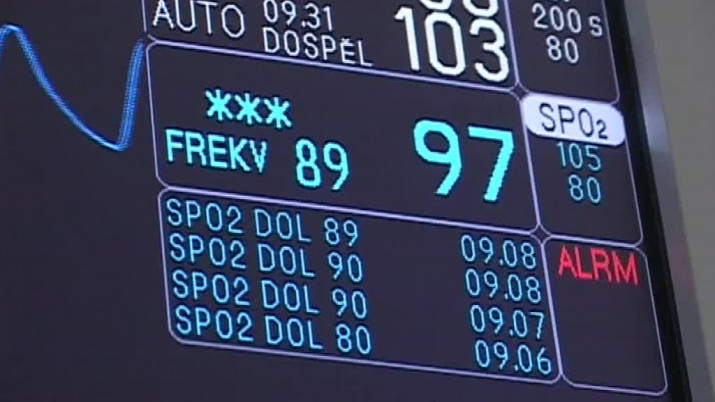 AUTO 09.31
DOSPĚL
103
200 S
80
***
FREKV 89
97
SPO2
105
80
SPO2 DOL 89 09.08
SPO2 DOL 90 09.08
SPO2 DOL 90 09.07
SPO2 DOL 80 09.06
ALRM